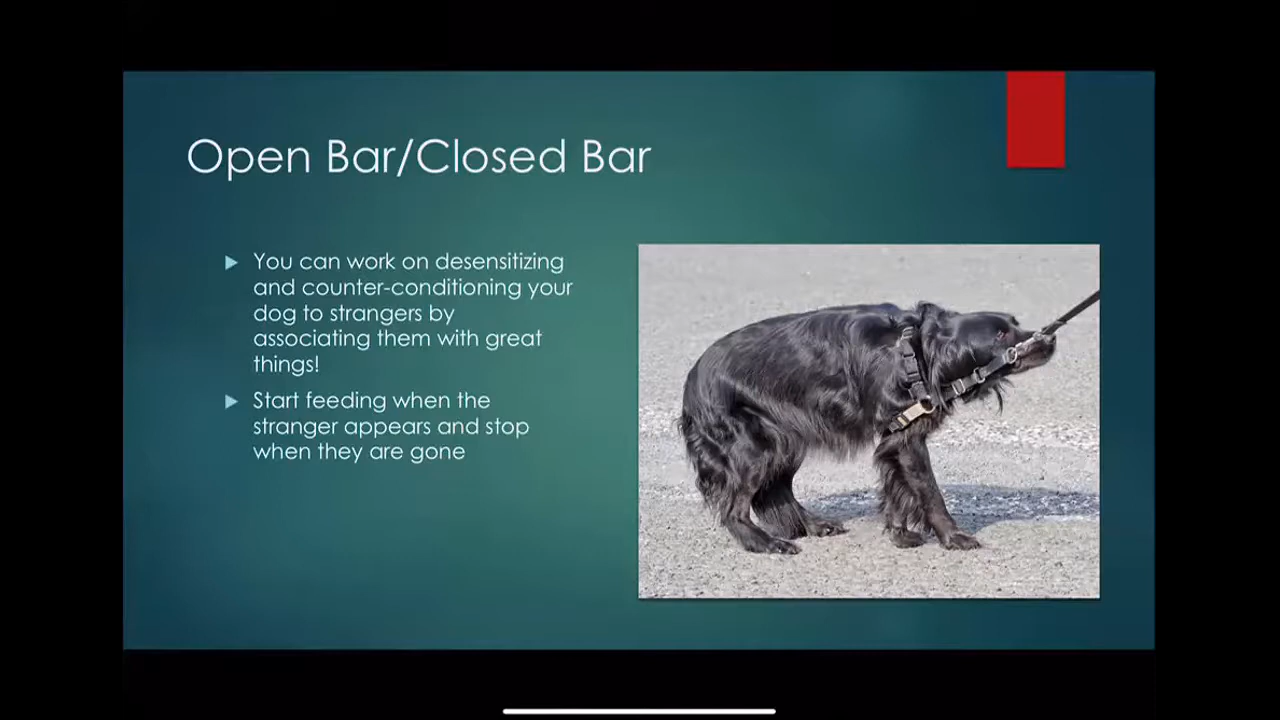 Open Bar/Closed Bar
You can work on desensitizing
and counter-conditioning your
dog to strangers by
associating them with great
things!
Start feeding when the
stranger appears and stop
when they are gone